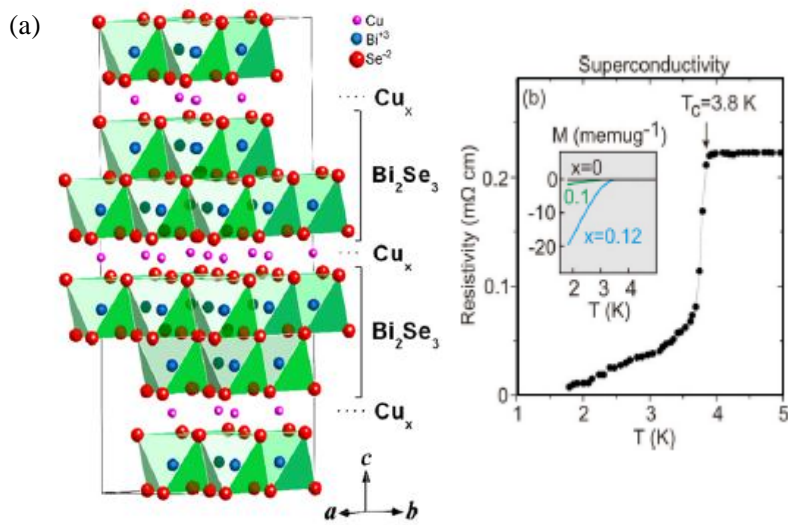 (a)
Cu
Bi⁺³
Se⁻²
Cuₓ
Bi₂Se₃
Cuₓ
Bi₂Se₃
Cuₓ
c
a
b
Superconductivity
(b)
T_C=3.8 K
M (memug⁻¹)
x=0
0
0.1
-10
x=0.12
-20
2 3 4
T (K)
Resistivity (mΩ cm)
0.2
0.1
0
1 2 3 4 5
T (K)